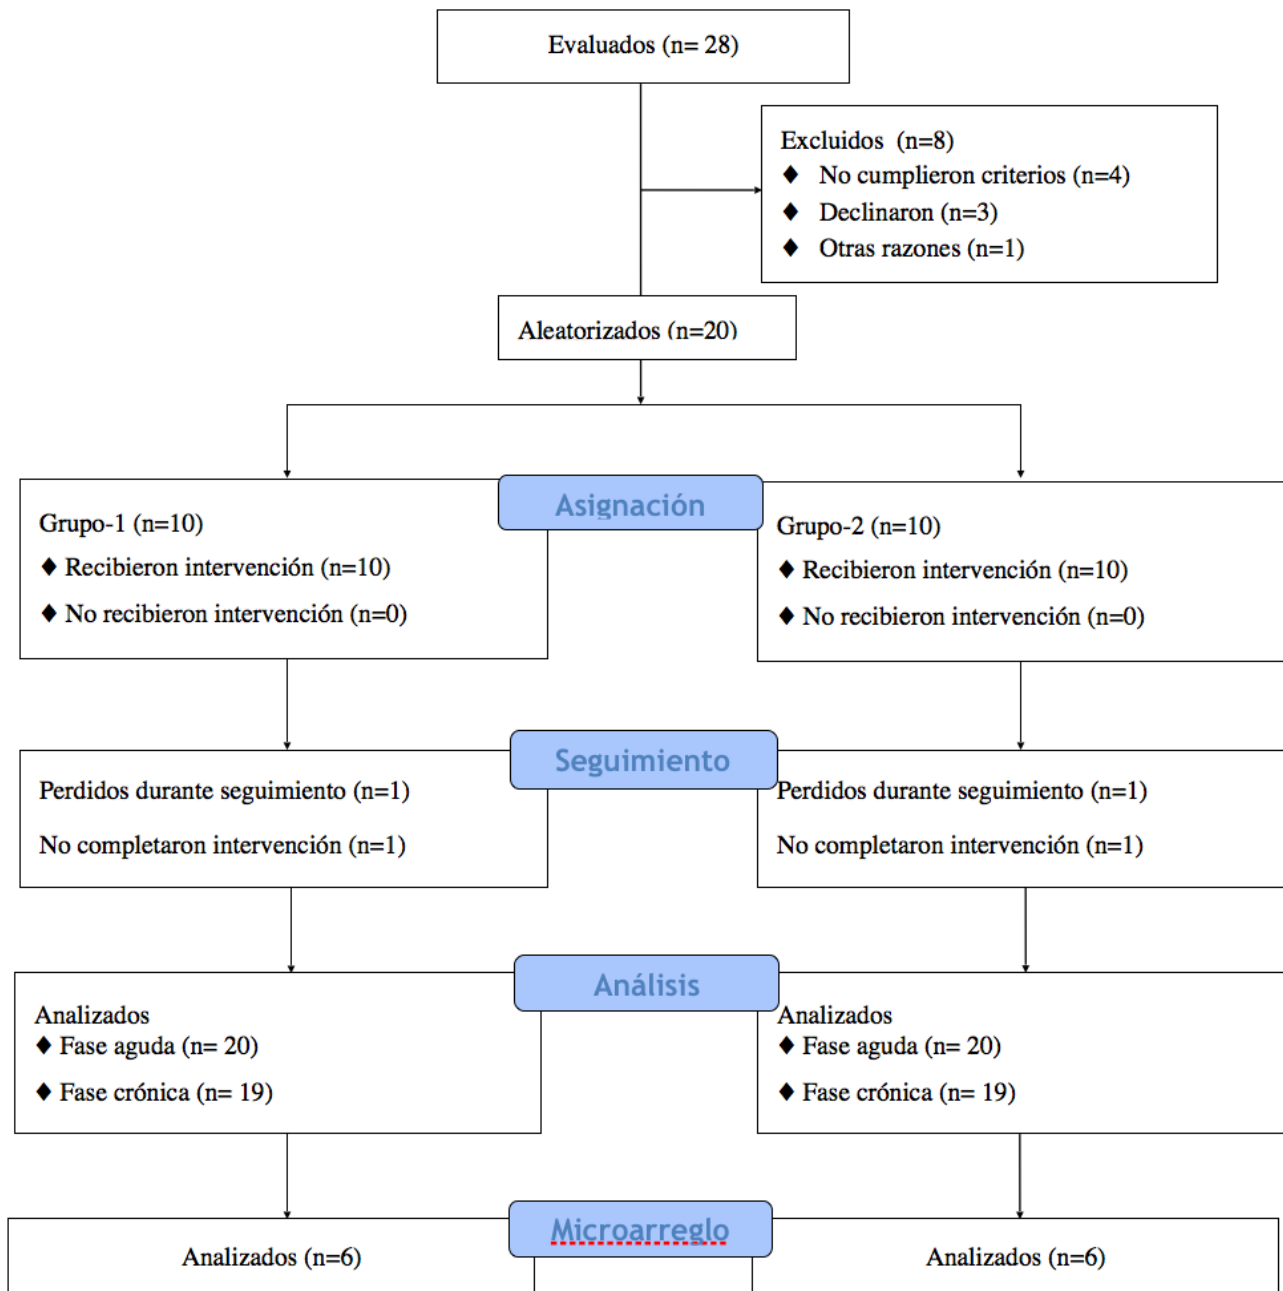 Evaluados (n= 28)
Excluidos (n=8)
♦ No cumplieron criterios (n=4)
♦ Declinaron (n=3)
♦ Otras razones (n=1)
Aleatorizados (n=20)
Asignación
Grupo-1 (n=10)
♦ Recibieron intervención (n=10)
♦ No recibieron intervención (n=0)
Grupo-2 (n=10)
♦ Recibieron intervención (n=10)
♦ No recibieron intervención (n=0)
Seguimiento
Perdidos durante seguimiento (n=1)
No completaron intervención (n=1)
Perdidos durante seguimiento (n=1)
No completaron intervención (n=1)
Análisis
Analizados
♦ Fase aguda (n= 20)
♦ Fase crónica (n= 19)
Analizados
♦ Fase aguda (n= 20)
♦ Fase crónica (n= 19)
Microarreglo
Analizados (n=6)
Analizados (n=6)